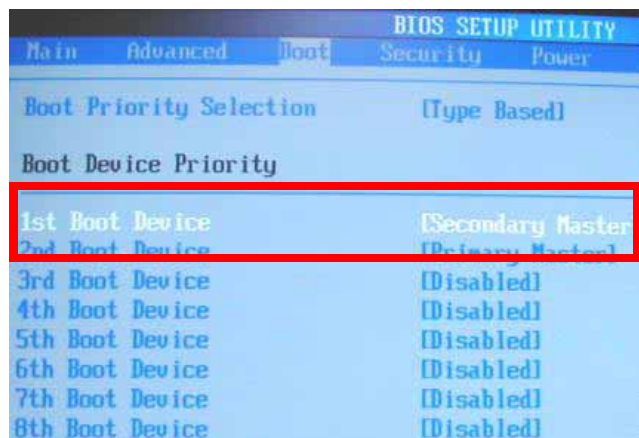 BIOS SETUP UTILITY
Main Advanced Boot Security Power
Boot Priority Selection [Type Based]
Boot Device Priority
1st Boot Device [Secondary Master
2nd Boot Device [Primary Master]
3rd Boot Device [Disabled]
4th Boot Device [Disabled]
5th Boot Device [Disabled]
6th Boot Device [Disabled]
7th Boot Device [Disabled]
8th Boot Device [Disabled]